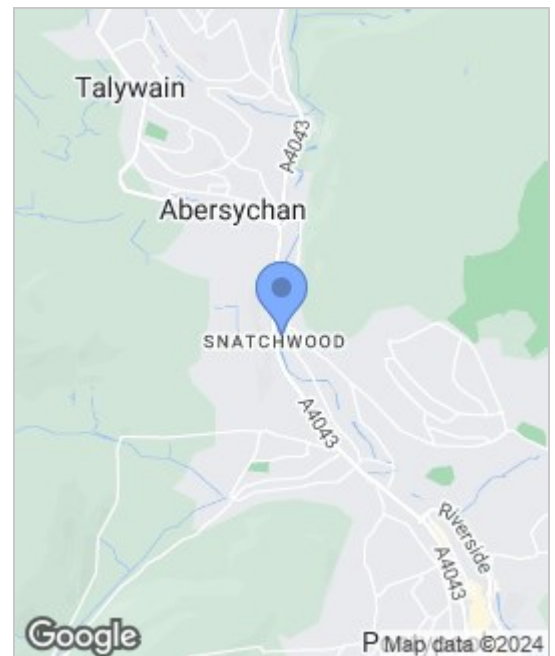 Talywain
A4043
Abersychan
SNATCHWOOD
A4043
Riverside
A4043
Google
Map data ©2024